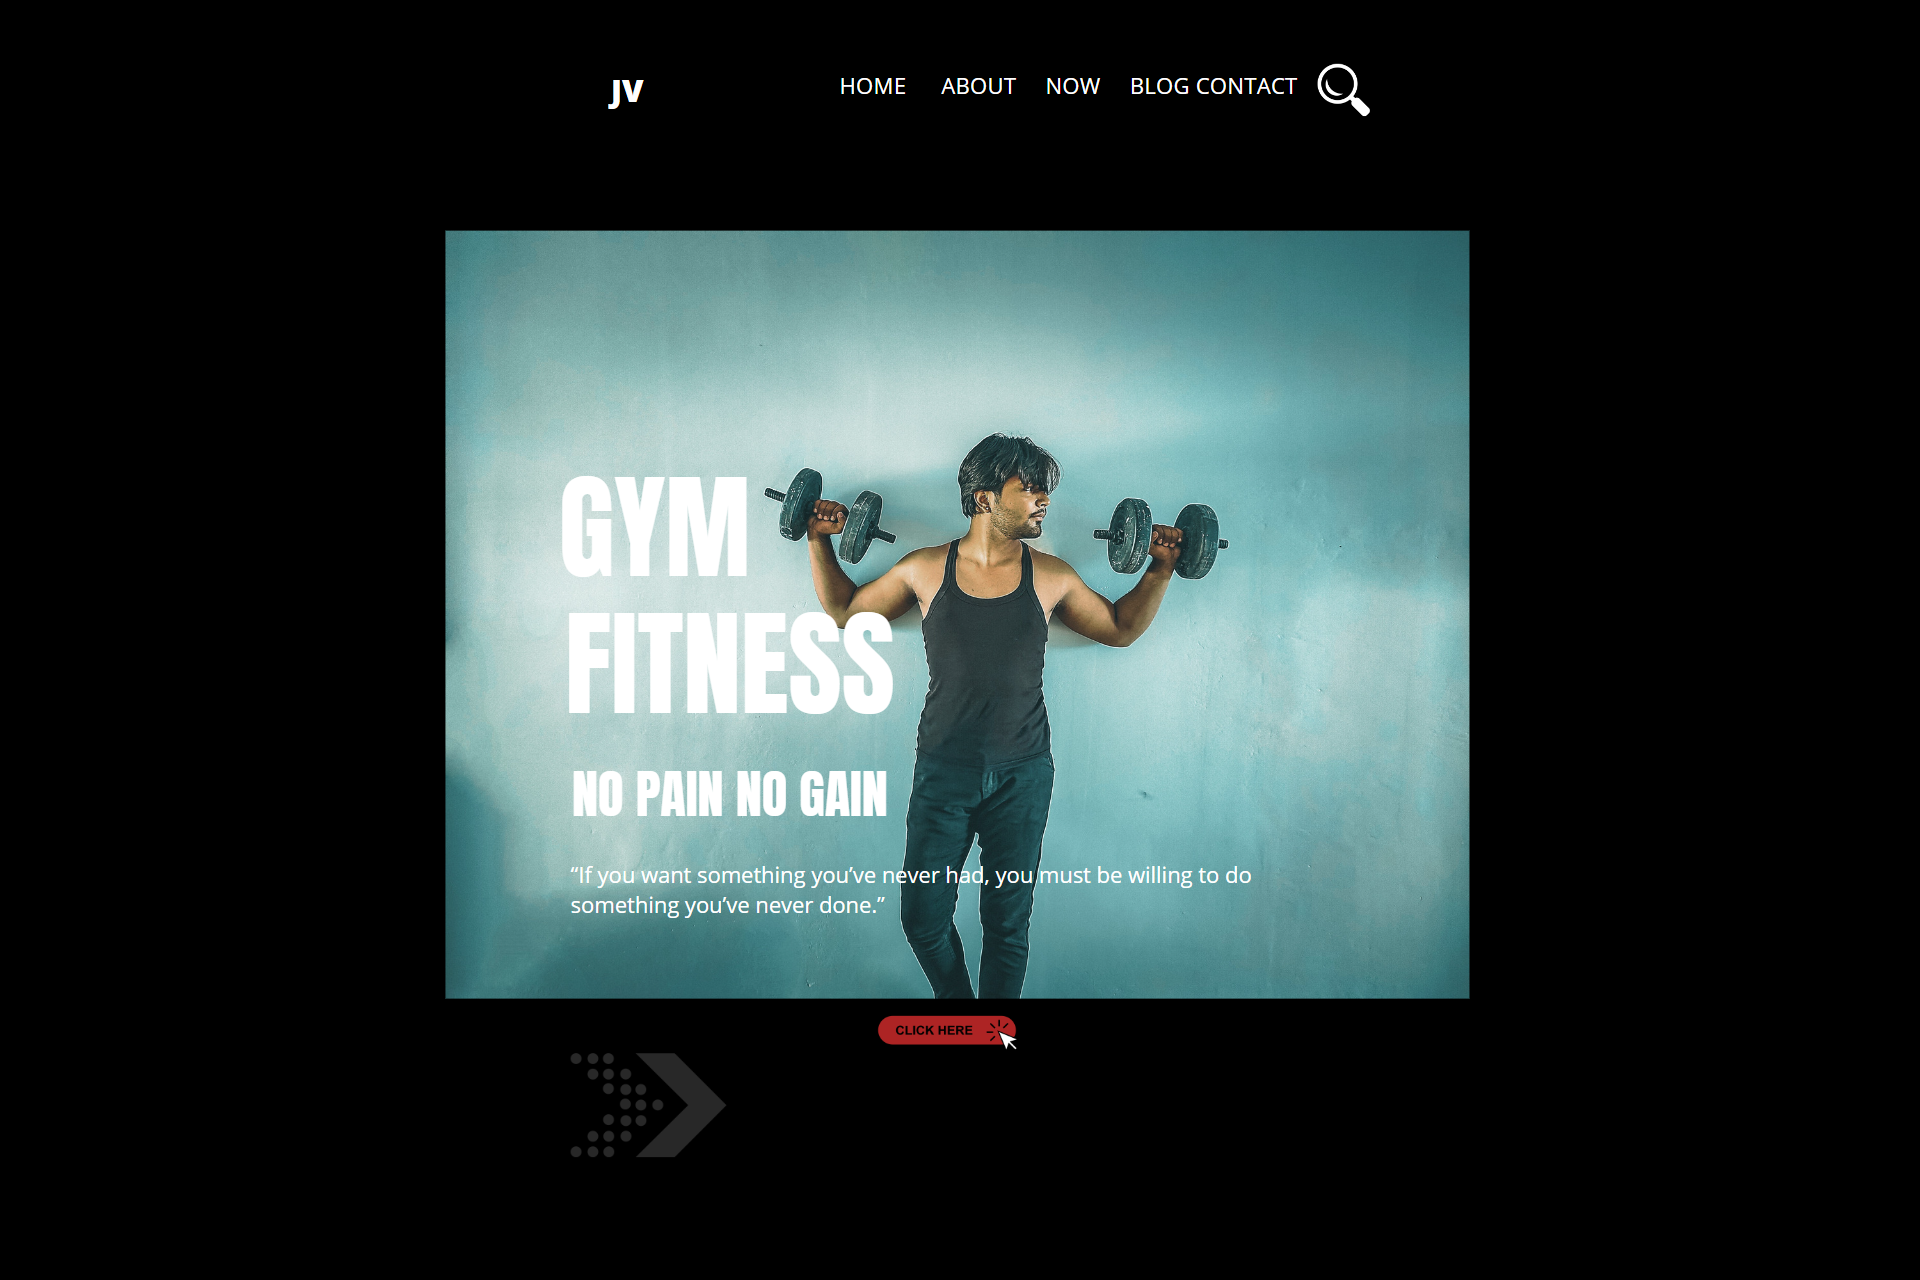 JV
HOME ABOUT NOW BLOG CONTACT
GYM
FITNESS
NO PAIN NO GAIN
“If you want something you’ve never had, you must be willing to do
something you’ve never done.”
CLICK HERE